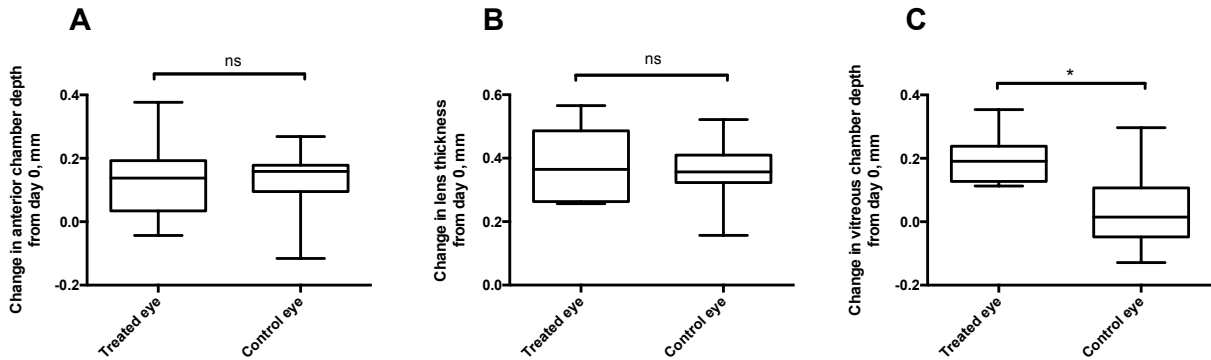 A
ns
Change in anterior chamber depth
from day 0, mm
0.4
0.2
0.0
-0.2
Treated eye
Control eye
B
ns
Change in lens thickness
from day 0, mm
0.6
0.4
0.2
0.0
Treated eye
Control eye
C
*
Change in vitreous chamber depth
from day 0, mm
0.4
0.2
0.0
-0.2
Treated eye
Control eye